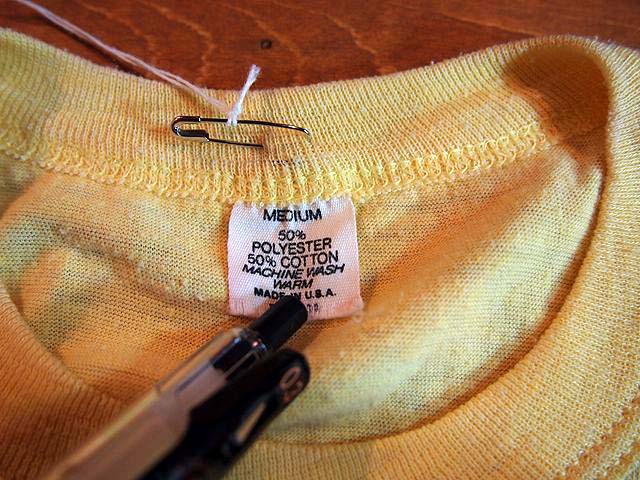 MEDIUM
50%
POLYESTER
50% COTTON
MACHINE WASH
WARM
MADE IN U.S.A.